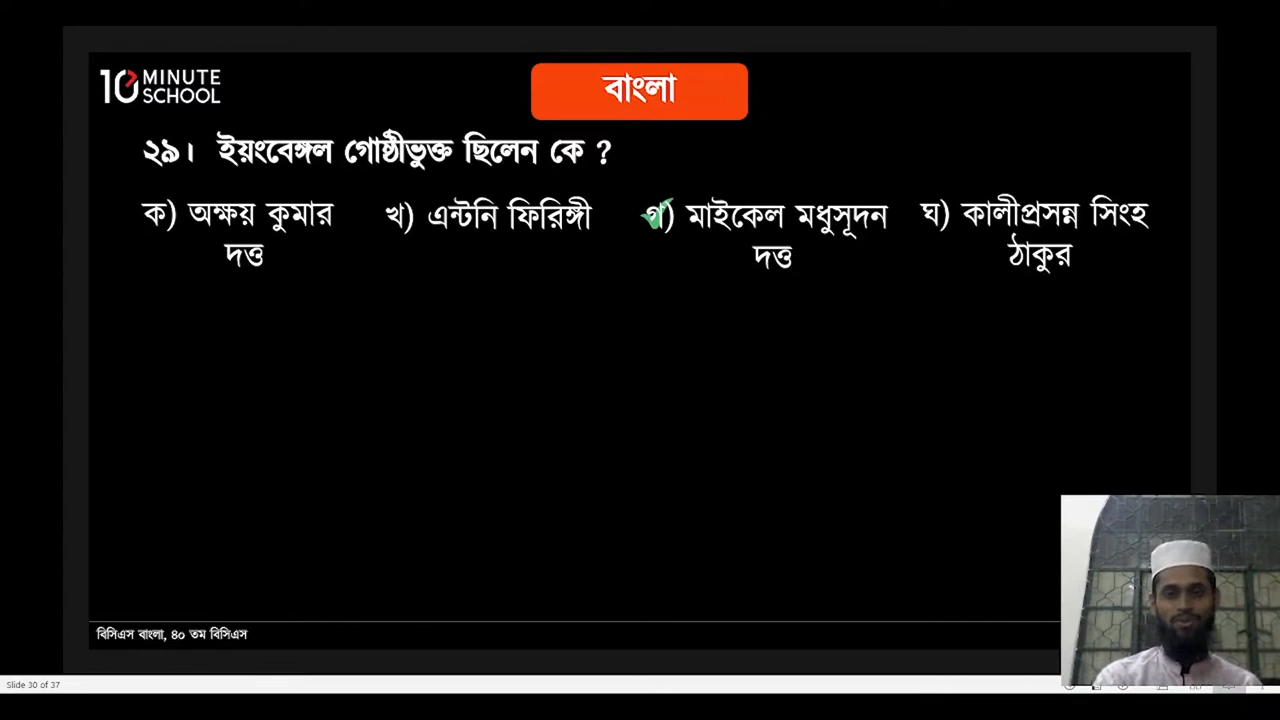 10 MINUTE SCHOOL
বাংলা
২৯। ইয়ংবেঙ্গল গোষ্ঠীভুক্ত ছিলেন কে ?
ক) অক্ষয় কুমার দত্ত
খ) এন্টনি ফিরিঙ্গী
গ) মাইকেল মধুসূদন দত্ত
ঘ) কালীপ্রসন্ন সিংহ ঠাকুর
বিসিএস বাংলা, ৪০ তম বিসিএস
Slide 30 of 37